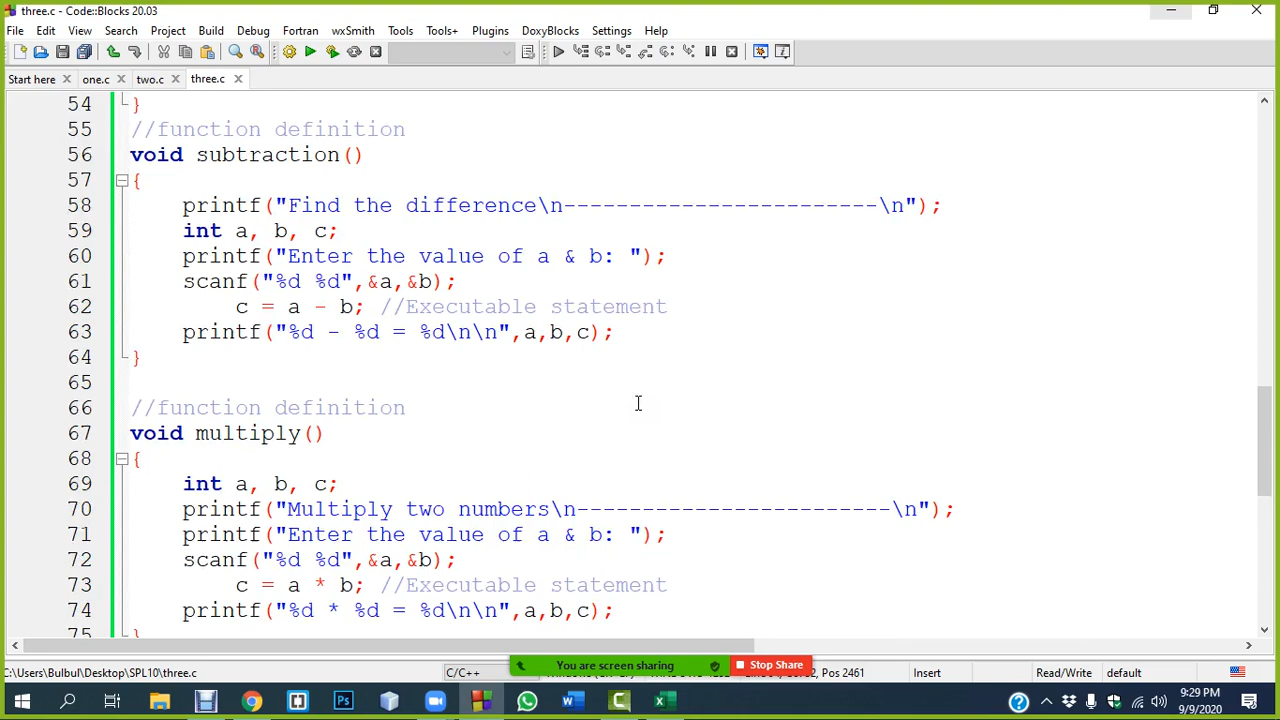 three.c - Code::Blocks 20.03
File Edit View Search Project Build Debug Fortran wxSmith Tools Tools+ Plugins DoxyBlocks Settings Help
Start here one.c two.c three.c
54 }
55 //function definition
56 void subtraction()
57 {
58 printf("Find the difference\n------------------------\n");
59 int a, b, c;
60 printf("Enter the value of a & b: ");
61 scanf("%d %d",&a,&b);
62 c = a - b; //Executable statement
63 printf("%d - %d = %d\n\n",a,b,c);
64 }
65
66 //function definition
67 void multiply()
68 {
69 int a, b, c;
70 printf("Multiply two numbers\n------------------------\n");
71 printf("Enter the value of a & b: ");
72 scanf("%d %d",&a,&b);
73 c = a * b; //Executable statement
74 printf("%d * %d = %d\n\n",a,b,c);
75 }
You are screen sharing Stop Share
C:\Users\Bulbul\Desktop\SPL10\three.c C/C++ Pos 2461 Insert Read/Write default
9:29 PM
9/9/2020